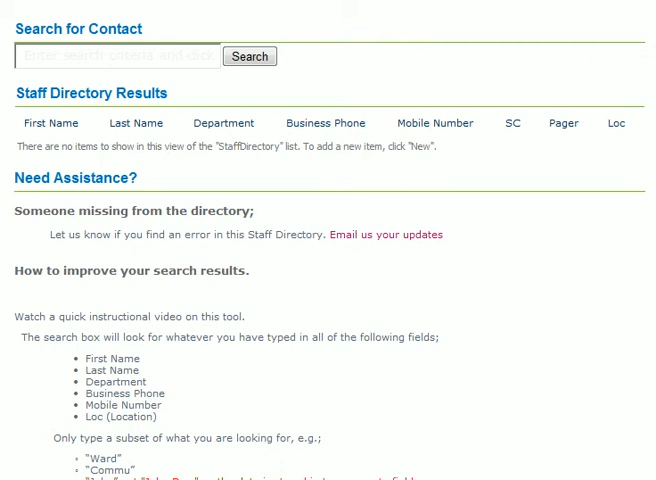 Search for Contact
Enter search criteria and click
Search
Staff Directory Results
First Name Last Name Department Business Phone Mobile Number SC Pager Loc
There are no items to show in this view of the "StaffDirectory" list. To add a new item, click "New".
Need Assistance?
Someone missing from the directory;
Let us know if you find an error in this Staff Directory. Email us your updates
How to improve your search results.
Watch a quick instructional video on this tool.
The search box will look for whatever you have typed in all of the following fields;
• First Name
• Last Name
• Department
• Business Phone
• Mobile Number
• Loc (Location)
Only type a subset of what you are looking for, e.g.;
◦ "Ward"
◦ "Commu"